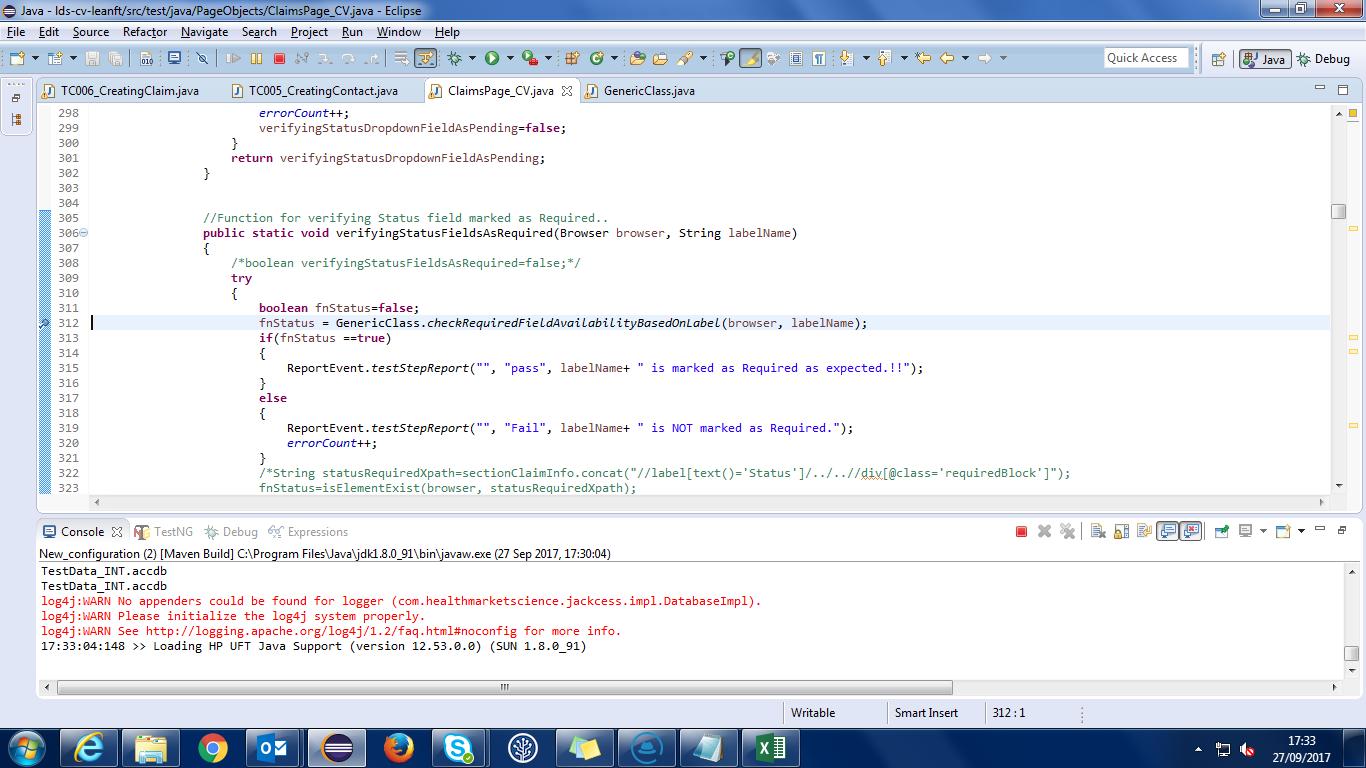 Java - lds-cv-leanft/src/test/java/PageObjects/ClaimsPage_CV.java - Eclipse
File Edit Source Refactor Navigate Search Project Run Window Help
Quick Access
Java
Debug
TC006_CreatingClaim.java
TC005_CreatingContact.java
ClaimsPage_CV.java
GenericClass.java
298 errorCount++;
299 verifyingStatusDropdownFieldAsPending=false;
300 }
301 return verifyingStatusDropdownFieldAsPending;
302 }
303
304
305 //Function for verifying Status field marked as Required..
306 public static void verifyingStatusFieldsAsRequired(Browser browser, String labelName)
307 {
308 /*boolean verifyingStatusFieldsAsRequired=false;*/
309 try
310 {
311 boolean fnStatus=false;
312 fnStatus = GenericClass.checkRequiredFieldAvailabilityBasedOnLabel(browser, labelName);
313 if(fnStatus ==true)
314 {
315 ReportEvent.testStepReport("", "pass", labelName+ " is marked as Required as expected.!!");
316 }
317 else
318 {
319 ReportEvent.testStepReport("", "Fail", labelName+ " is NOT marked as Required.");
320 errorCount++;
321 }
322 /*String statusRequiredXpath=sectionClaimInfo.concat("//label[text()='Status']/../..//div[@class='requiredBlock']");
323 fnStatus=isElementExist(browser, statusRequiredXpath);
Console
TestNG
Debug
Expressions
New_configuration (2) [Maven Build] C:\Program Files\Java\jdk1.8.0_91\bin\javaw.exe (27 Sep 2017, 17:30:04)
TestData_INT.accdb
TestData_INT.accdb
log4j:WARN No appenders could be found for logger (com.healthmarketscience.jackcess.impl.DatabaseImpl).
log4j:WARN Please initialize the log4j system properly.
log4j:WARN See http://logging.apache.org/log4j/1.2/faq.html#noconfig for more info.
17:33:04:148 >> Loading HP UFT Java Support (version 12.53.0.0) (SUN 1.8.0_91)
Writable
Smart Insert
312 : 1
17:33
27/09/2017